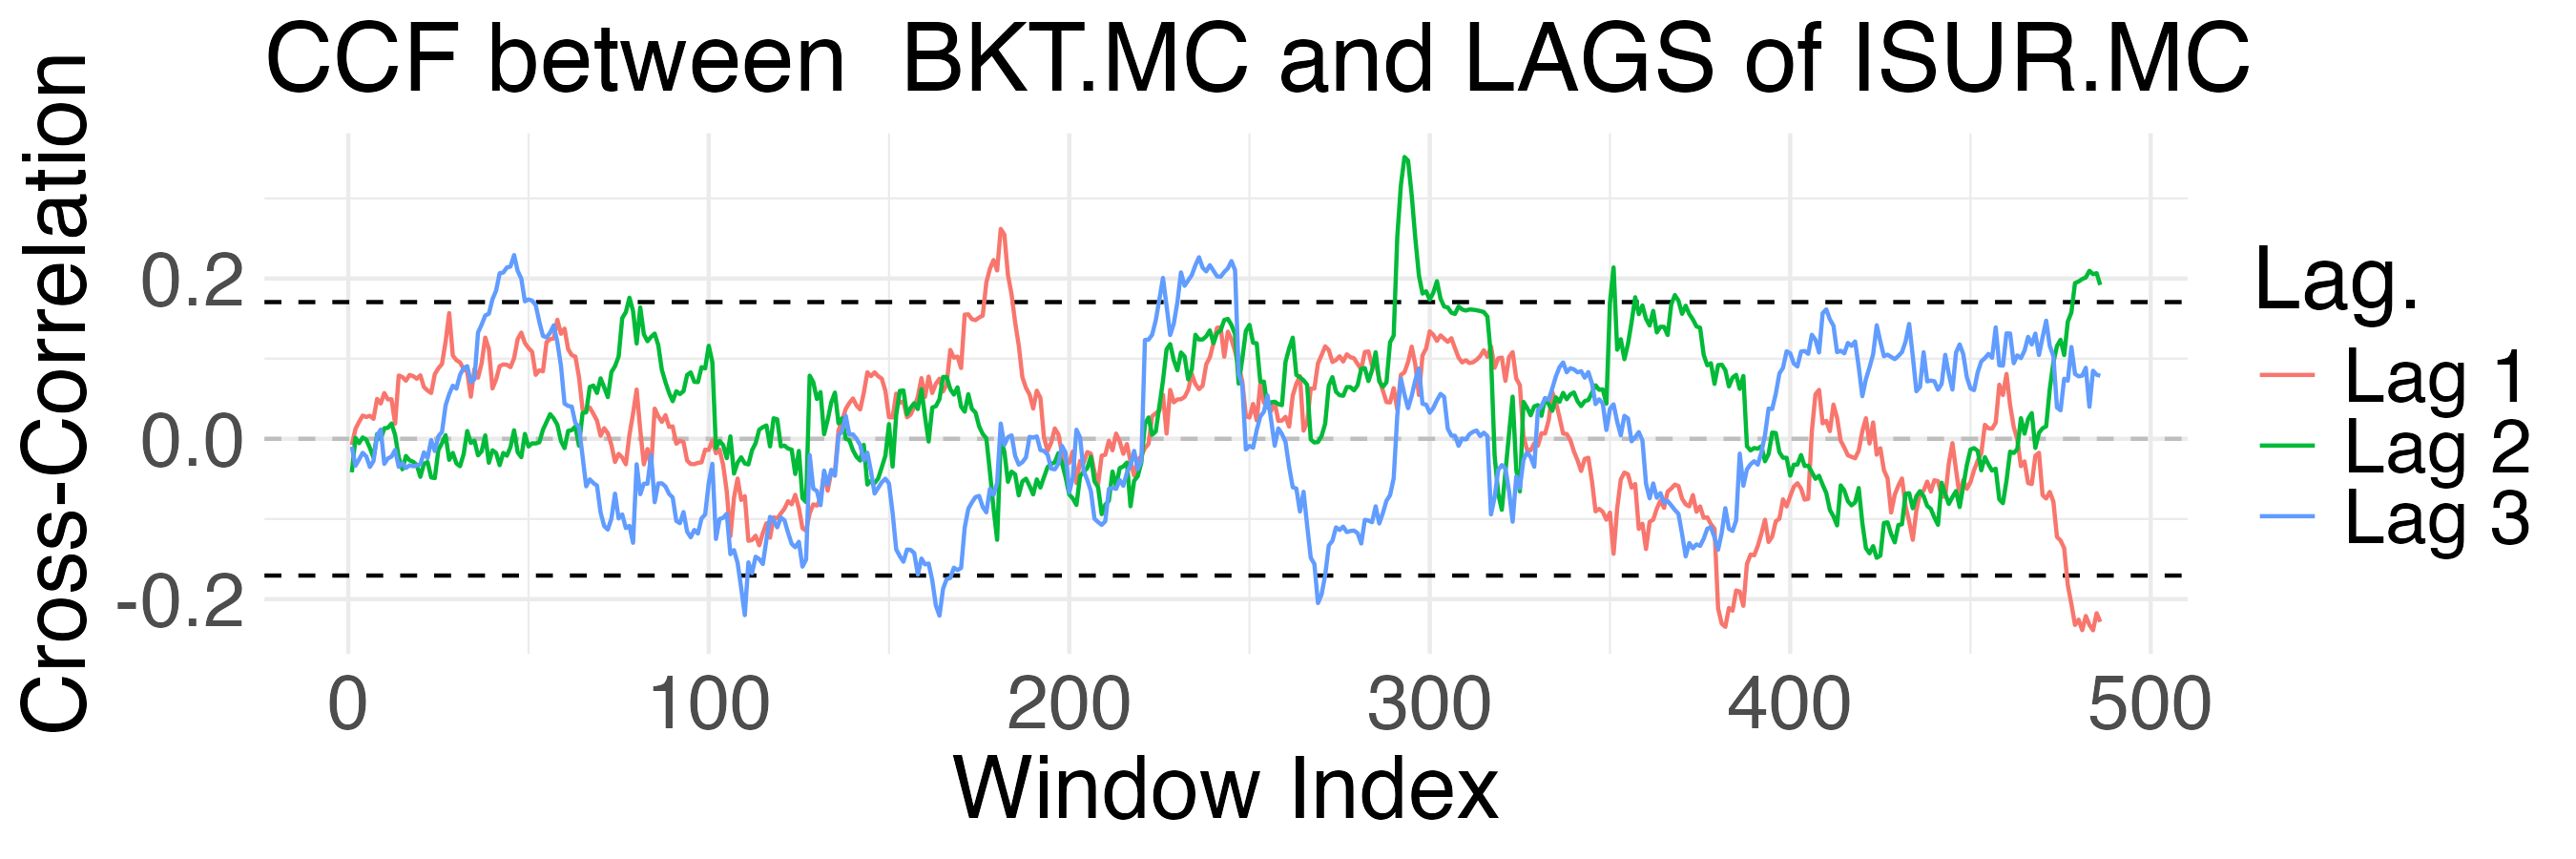 CCF between  BKT.MC and LAGS of ISUR.MC
Cross-Correlation
0.2
0.0
-0.2
0
100
200
300
400
500
Window Index
Lag.
Lag 1
Lag 2
Lag 3